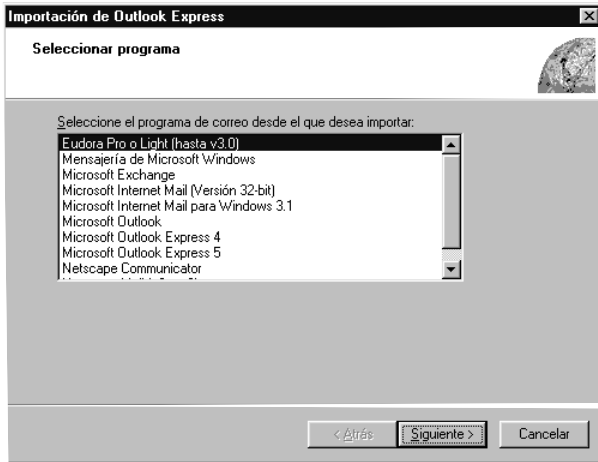 Importación de Outlook Express
Seleccionar programa
Seleccione el programa de correo desde el que desea importar:
Eudora Pro o Light (hasta v3.0)
Mensajería de Microsoft Windows
Microsoft Exchange
Microsoft Internet Mail (Versión 32-bit)
Microsoft Internet Mail para Windows 3.1
Microsoft Outlook
Microsoft Outlook Express 4
Microsoft Outlook Express 5
Netscape Communicator
< Atrás Siguiente > Cancelar